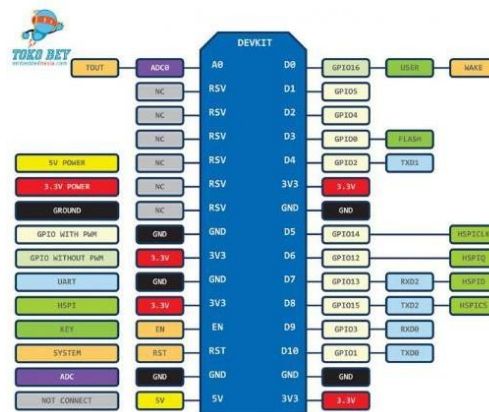 TOKO BEY
DEVKIT
TOUT ADC0 A0 D0 GPIO16 USER WAKE
NC RSV D1 GPIO5
NC RSV D2 GPIO4
NC RSV D3 GPIO0 FLASH
5V POWER NC RSV D4 GPIO2 TXD1
3.3V POWER NC RSV 3V3 3.3V
GROUND NC RSV GND GND
GPIO WITH PWM GND GND D5 GPIO14 HSPICLK
GPIO WITHOUT PWM 3.3V 3V3 D6 GPIO12 HSPIQ
UART GND GND D7 GPIO13 RXD2 HSPID
HSPI 3.3V 3V3 D8 GPIO15 TXD2 HSPICS
KEY EN EN D9 GPIO3 RXD0
SYSTEM RST RST D10 GPIO1 TXD0
ADC GND GND GND GND
NOT CONNECT 5V 5V 3V3 3.3V